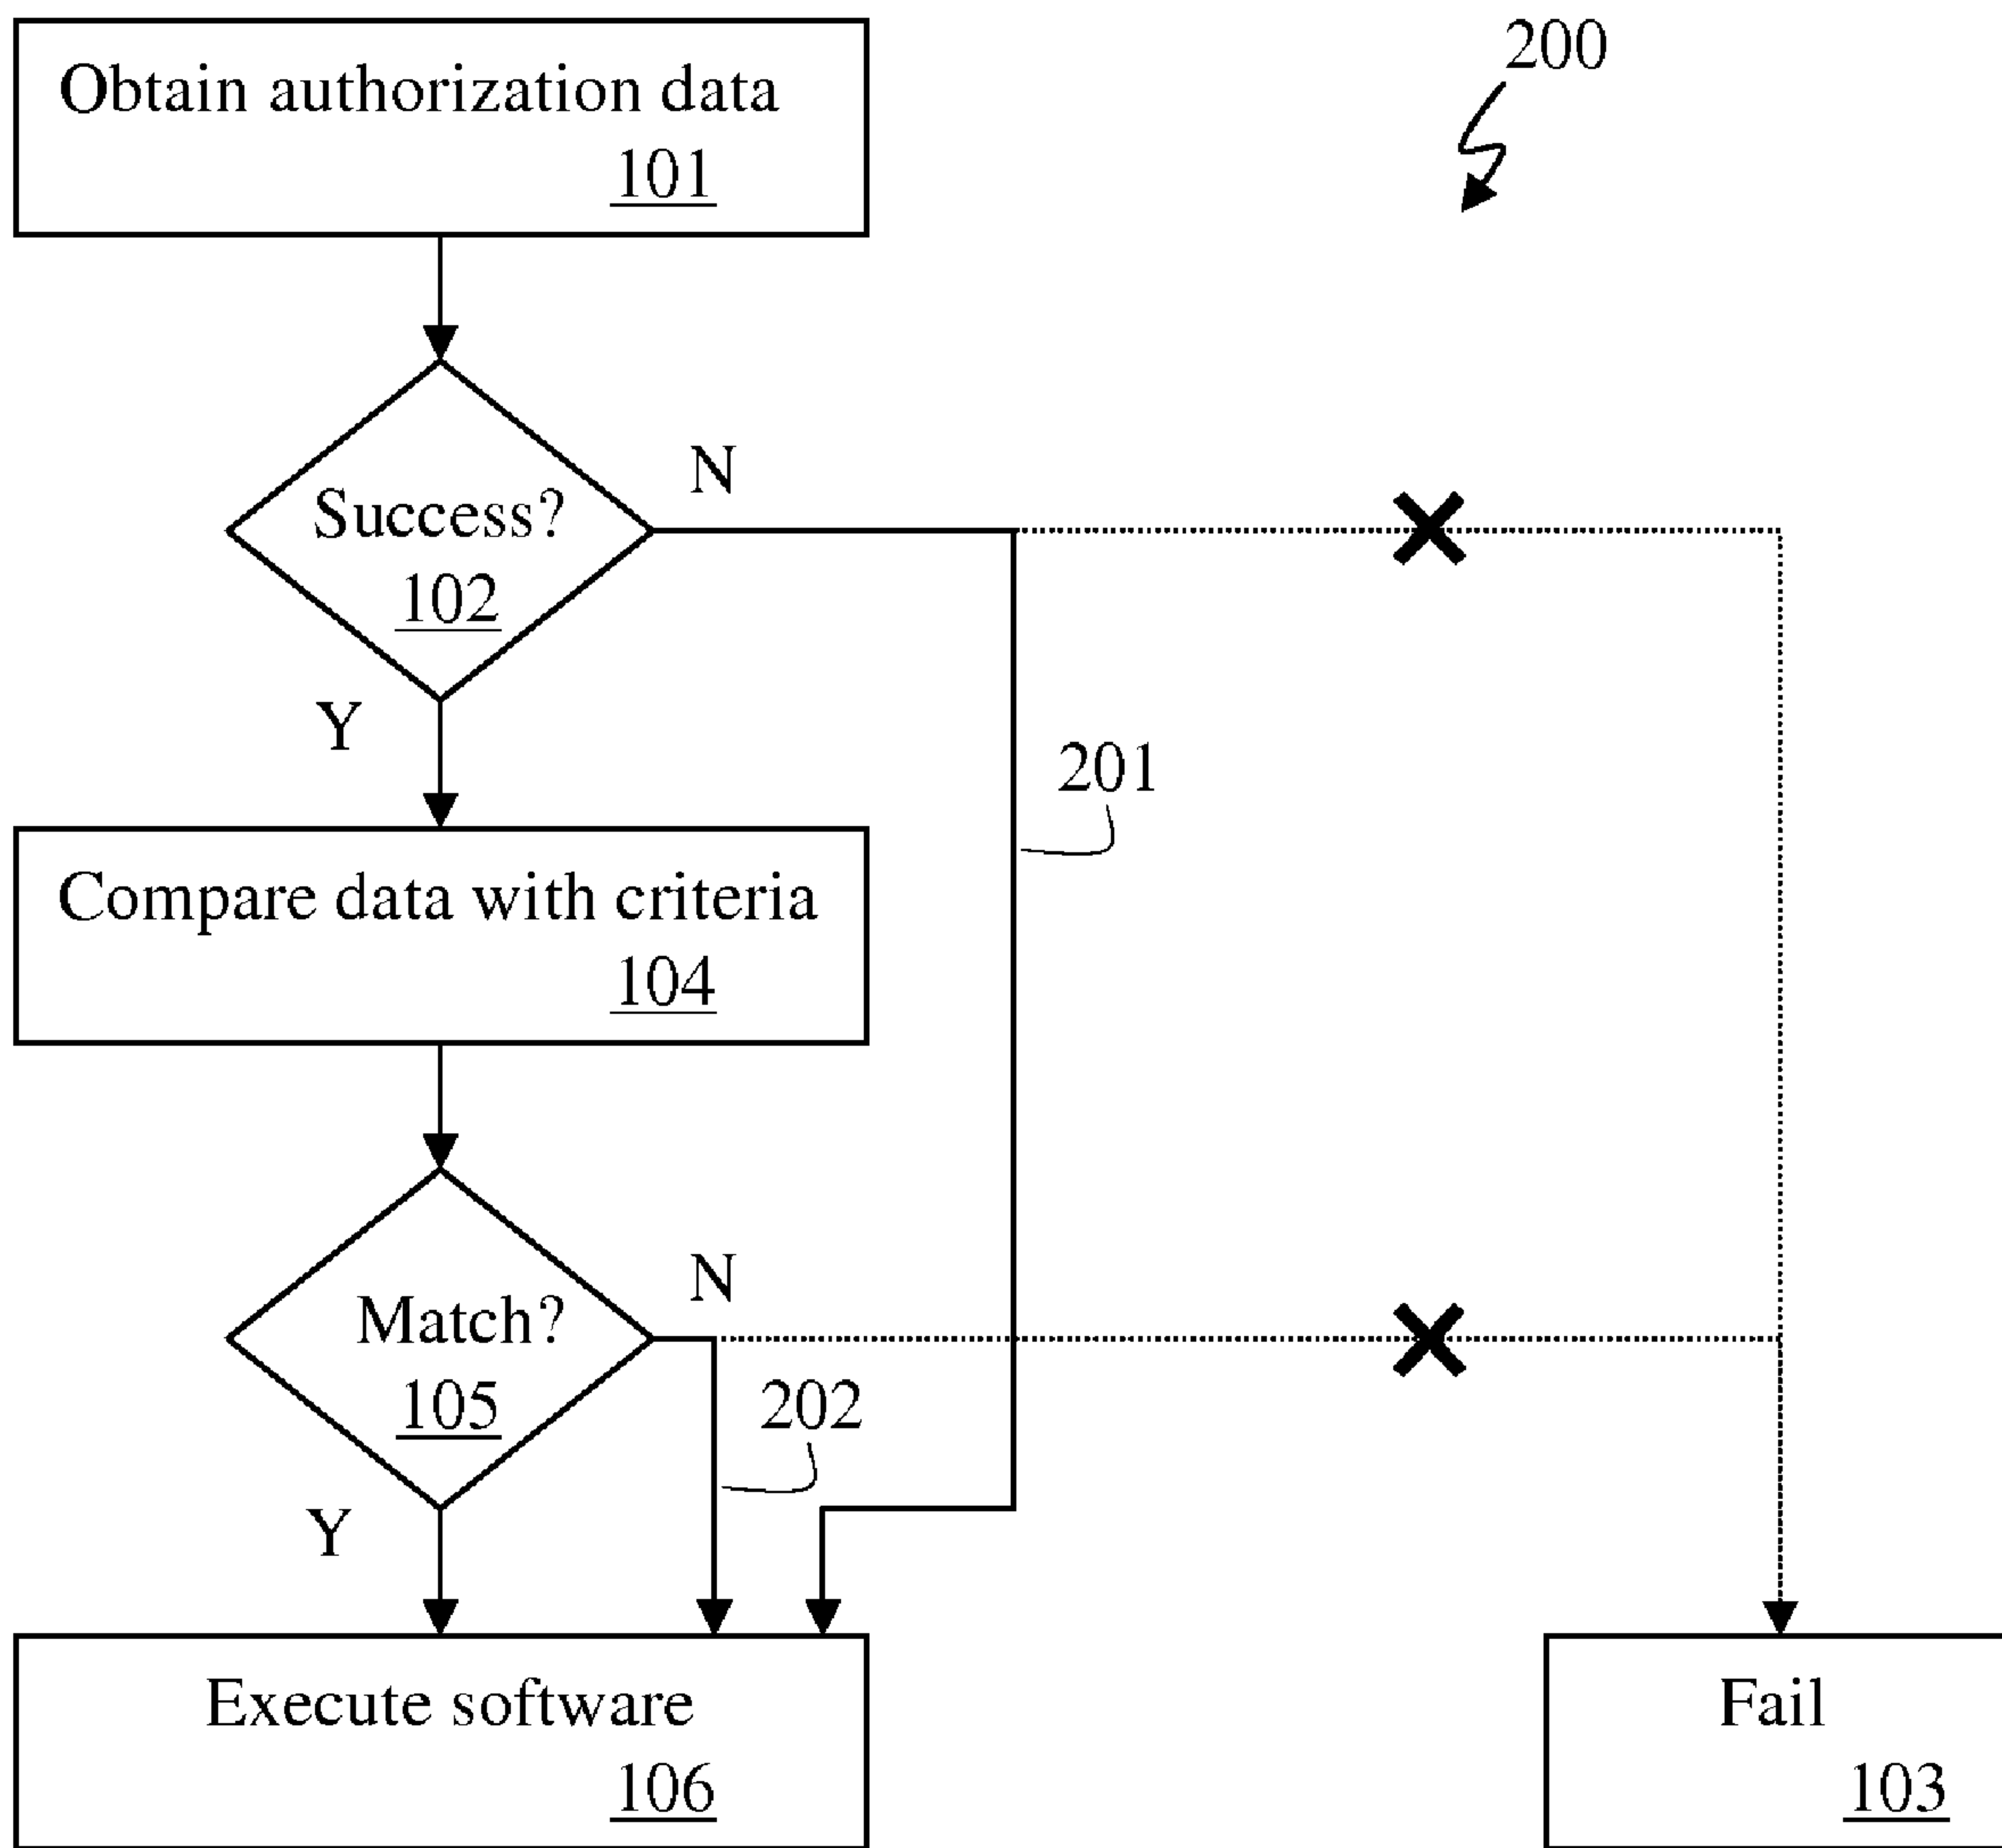 200
Obtain authorization data
101
N
Success?
102
Y
201
Compare data with criteria
104
N
Match?
105
202
Y
Execute software
106
Fail
103